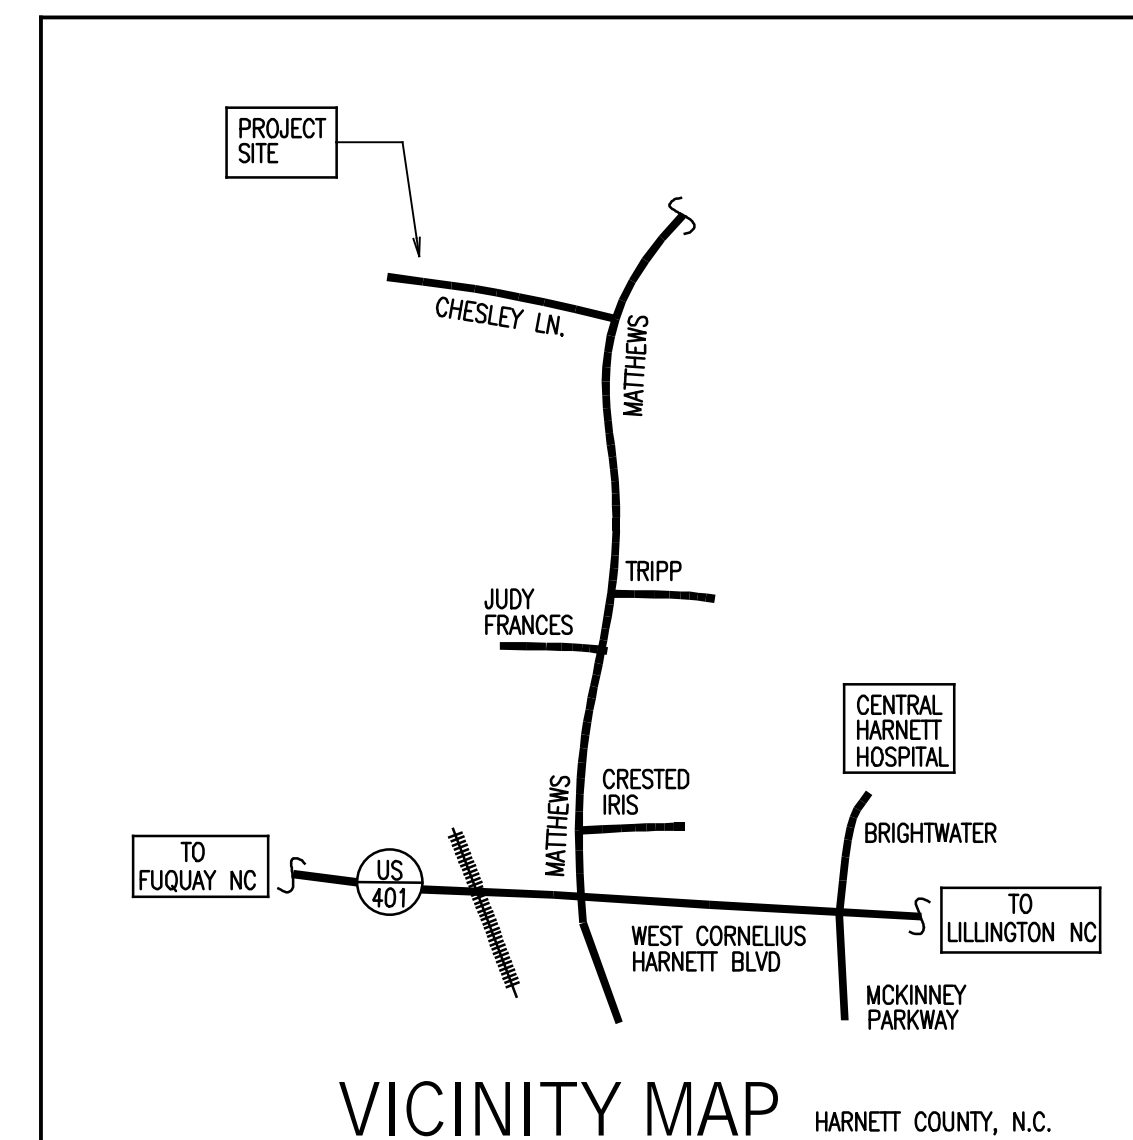 PROJECT
SITE
CHESLEY LN.
MATTHEWS
TRIPP
JUDY
FRANCES
CENTRAL
HARNETT
HOSPITAL
CRESTED
IRIS
MATTHEWS
BRIGHTWATER
TO
FUQUAY NC
US
401
TO
LILLINGTON NC
WEST CORNELIUS
HARNETT BLVD
MCKINNEY
PARKWAY
VICINITY MAP HARNETT COUNTY, N.C.